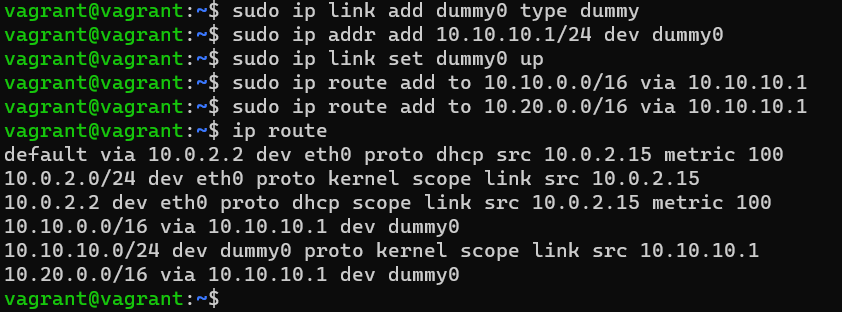 vagrant@vagrant:~$ sudo ip link add dummy0 type dummy
vagrant@vagrant:~$ sudo ip addr add 10.10.10.1/24 dev dummy0
vagrant@vagrant:~$ sudo ip link set dummy0 up
vagrant@vagrant:~$ sudo ip route add to 10.10.0.0/16 via 10.10.10.1
vagrant@vagrant:~$ sudo ip route add to 10.20.0.0/16 via 10.10.10.1
vagrant@vagrant:~$ ip route
default via 10.0.2.2 dev eth0 proto dhcp src 10.0.2.15 metric 100
10.0.2.0/24 dev eth0 proto kernel scope link src 10.0.2.15
10.0.2.2 dev eth0 proto dhcp scope link src 10.0.2.15 metric 100
10.10.0.0/16 via 10.10.10.1 dev dummy0
10.10.10.0/24 dev dummy0 proto kernel scope link src 10.10.10.1
10.20.0.0/16 via 10.10.10.1 dev dummy0
vagrant@vagrant:~$